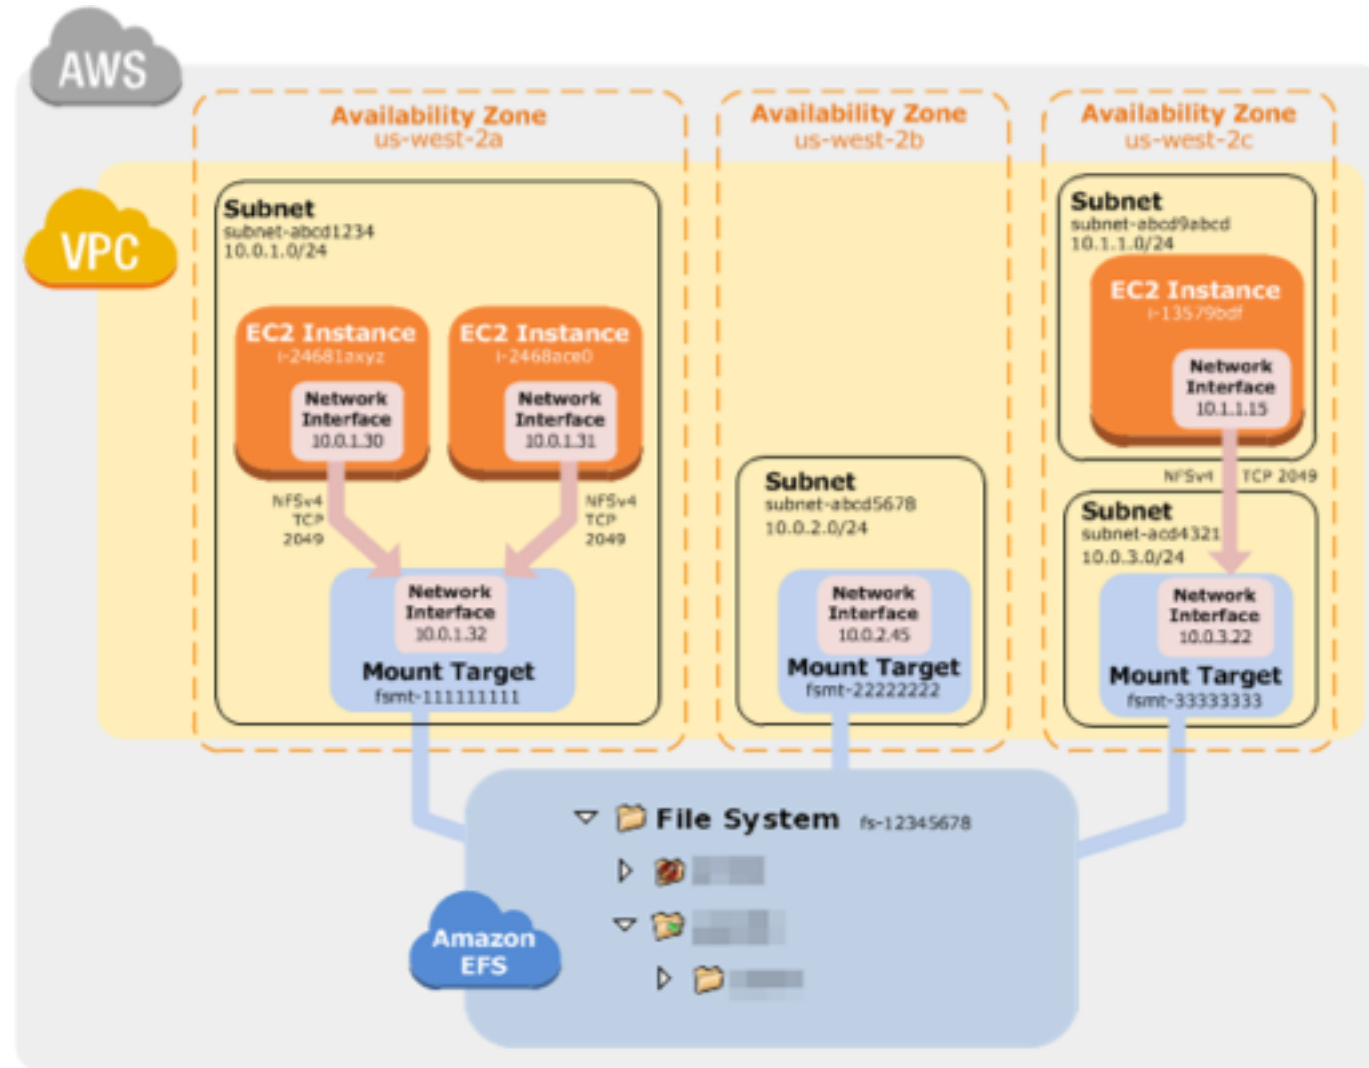 AWS
Availability Zone
us-west-2a
Availability Zone
us-west-2b
Availability Zone
us-west-2c
VPC
Subnet
subnet-abcd1234
10.0.1.0/24
EC2 Instance
i-24681axyz
Network
Interface
10.0.1.30
EC2 Instance
i-2468ace0
Network
Interface
10.0.1.31
NFSv4
TCP
2049
NFSv4
TCP
2049
Network
Interface
10.0.1.32
Mount Target
fsmt-111111111
Subnet
subnet-abcd5678
10.0.2.0/24
Network
Interface
10.0.2.45
Mount Target
fsmt-22222222
Subnet
subnet-abcd9abcd
10.1.1.0/24
EC2 Instance
i-13579bdf
Network
Interface
10.1.1.15
NFSv4 TCP 2049
Subnet
subnet-acd4321
10.0.3.0/24
Network
Interface
10.0.3.22
Mount Target
fsmt-33333333
File System fs-12345678
Amazon
EFS